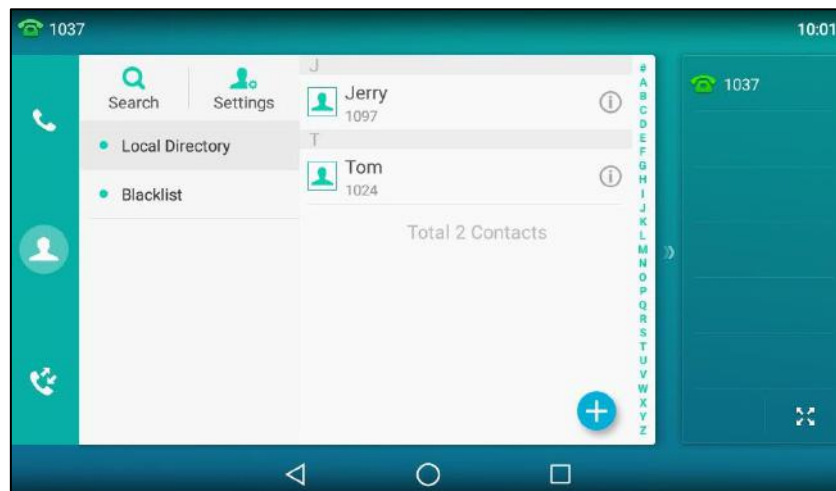 1037
10:01
Search
Settings
Local Directory
Blacklist
J
Jerry
1097
T
Tom
1024
Total 2 Contacts
#
A
B
C
D
E
F
G
H
I
J
K
L
M
N
O
P
Q
R
S
T
U
V
W
X
Y
Z
1037